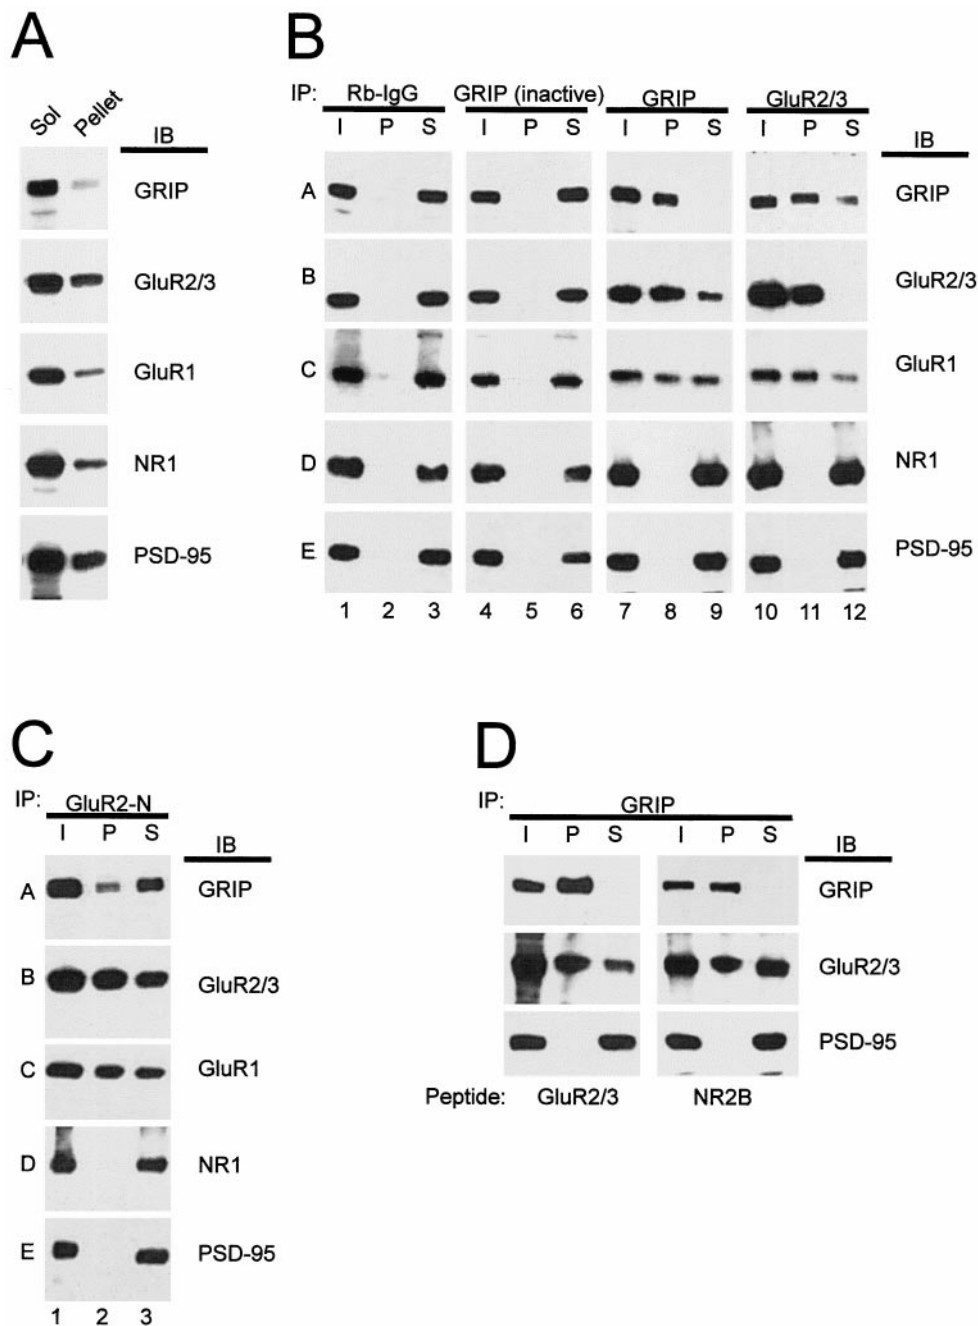 A
Sol Pellet
IB
GRIP
GluR2/3
GluR1
NR1
PSD-95
B
IP: Rb-IgG GRIP (inactive) GRIP GluR2/3
I P S I P S I P S I P S
IB
A GRIP
B GluR2/3
C GluR1
D NR1
E PSD-95
1 2 3 4 5 6 7 8 9 10 11 12
C
IP: GluR2-N
I P S
IB
A GRIP
B GluR2/3
C GluR1
D NR1
E PSD-95
1 2 3
D
IP: GRIP
I P S I P S
IB
GRIP
GluR2/3
PSD-95
Peptide: GluR2/3 NR2B